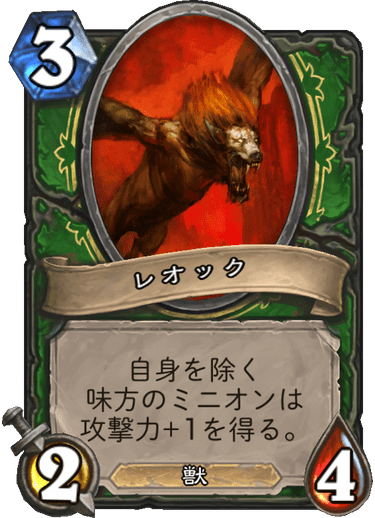 3
レオック
自身を除く
味方のミニオンは
攻撃力+1を得る。
2
獣
4